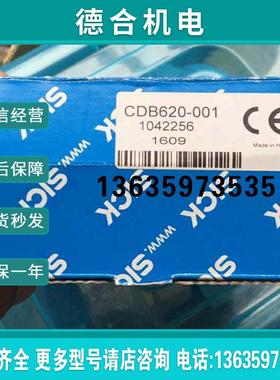 德合机电
信经营
CDB620-001
1042256
1609
CE
Made in H
SICK
SICK
13635973535
后保障
货秒发
保一年
号齐全 更多型号请店咨询 电话:1363597